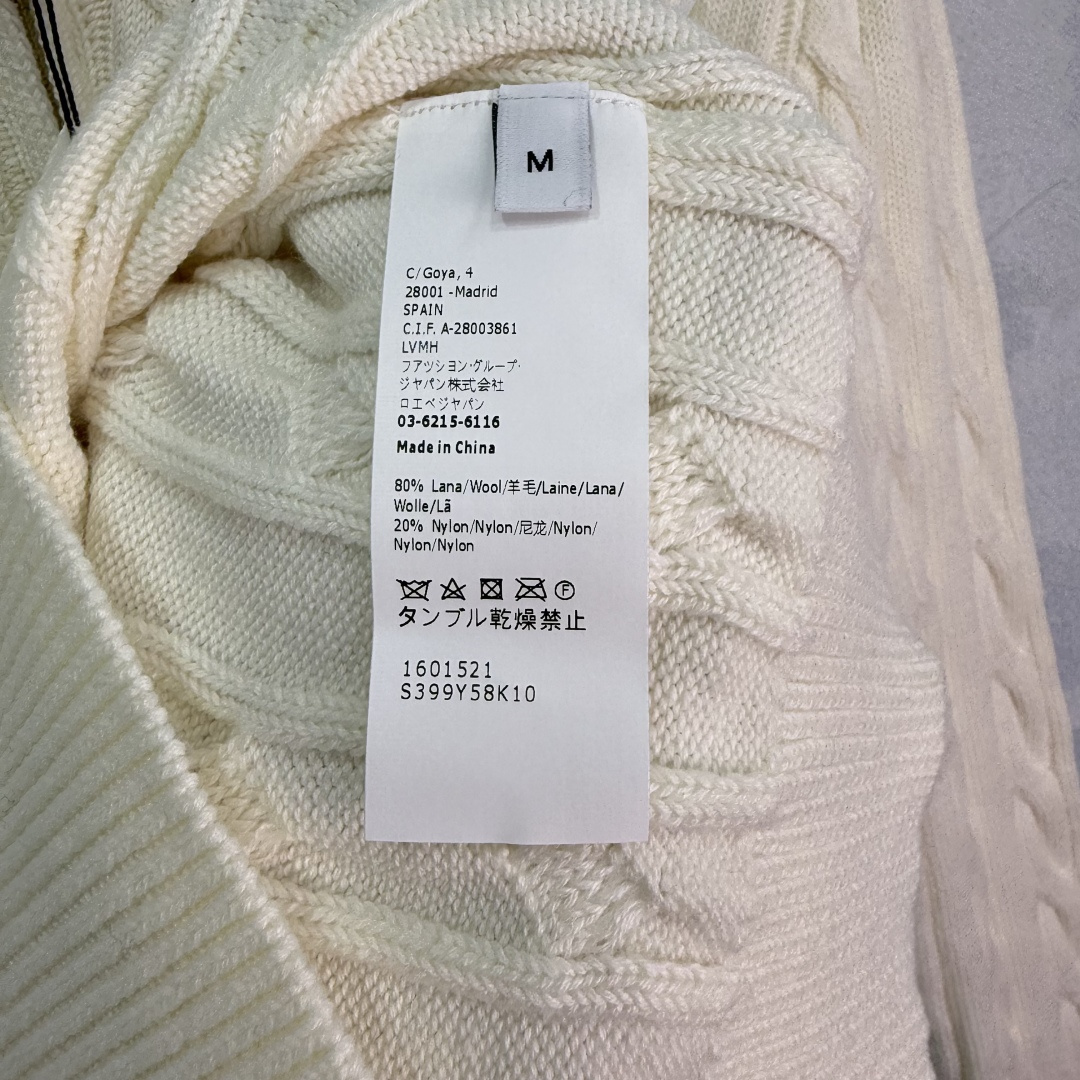 M
C/Goya, 4
28001 -Madrid
SPAIN
C.I.F. A-28003861
LVMH
ファッション・グループ・
ジャパン株式会社
ロエベジャパン
03-6215-6116
Made in China
80% Lana/Wool/羊毛/Laine/Lana/
Wolle/Lã
20% Nylon/Nylon/尼龙/Nylon/
Nylon/Nylon
F
タンブル乾燥禁止
1601521
S399Y58K10